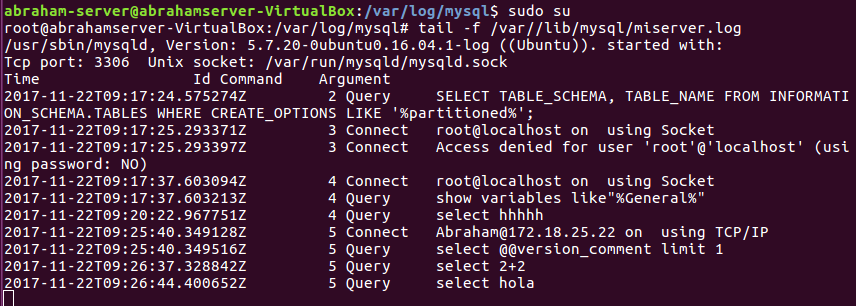 abraham-server@abrahamserver-VirtualBox:/var/log/mysql$ sudo su
root@abrahamserver-VirtualBox:/var/log/mysql# tail -f /var//lib/mysql/miserver.log
/usr/sbin/mysqld, Version: 5.7.20-0ubuntu0.16.04.1-log ((Ubuntu)). started with:
Tcp port: 3306  Unix socket: /var/run/mysqld/mysqld.sock
Time                 Id Command    Argument
2017-11-22T09:17:24.575274Z	    2 Query	SELECT TABLE_SCHEMA, TABLE_NAME FROM INFORMATI
ON_SCHEMA.TABLES WHERE CREATE_OPTIONS LIKE '%partitioned%';
2017-11-22T09:17:25.293371Z	    3 Connect	root@localhost on  using Socket
2017-11-22T09:17:25.293397Z	    3 Connect	Access denied for user 'root'@'localhost' (usi
ng password: NO)
2017-11-22T09:17:37.603094Z	    4 Connect	root@localhost on  using Socket
2017-11-22T09:17:37.603213Z	    4 Query	show variables like"%General%"
2017-11-22T09:20:22.967751Z	    4 Query	select hhhhh
2017-11-22T09:25:40.349128Z	    5 Connect	Abraham@172.18.25.22 on  using TCP/IP
2017-11-22T09:25:40.349516Z	    5 Query	select @@version_comment limit 1
2017-11-22T09:26:37.328842Z	    5 Query	select 2+2
2017-11-22T09:26:44.400652Z	    5 Query	select hola